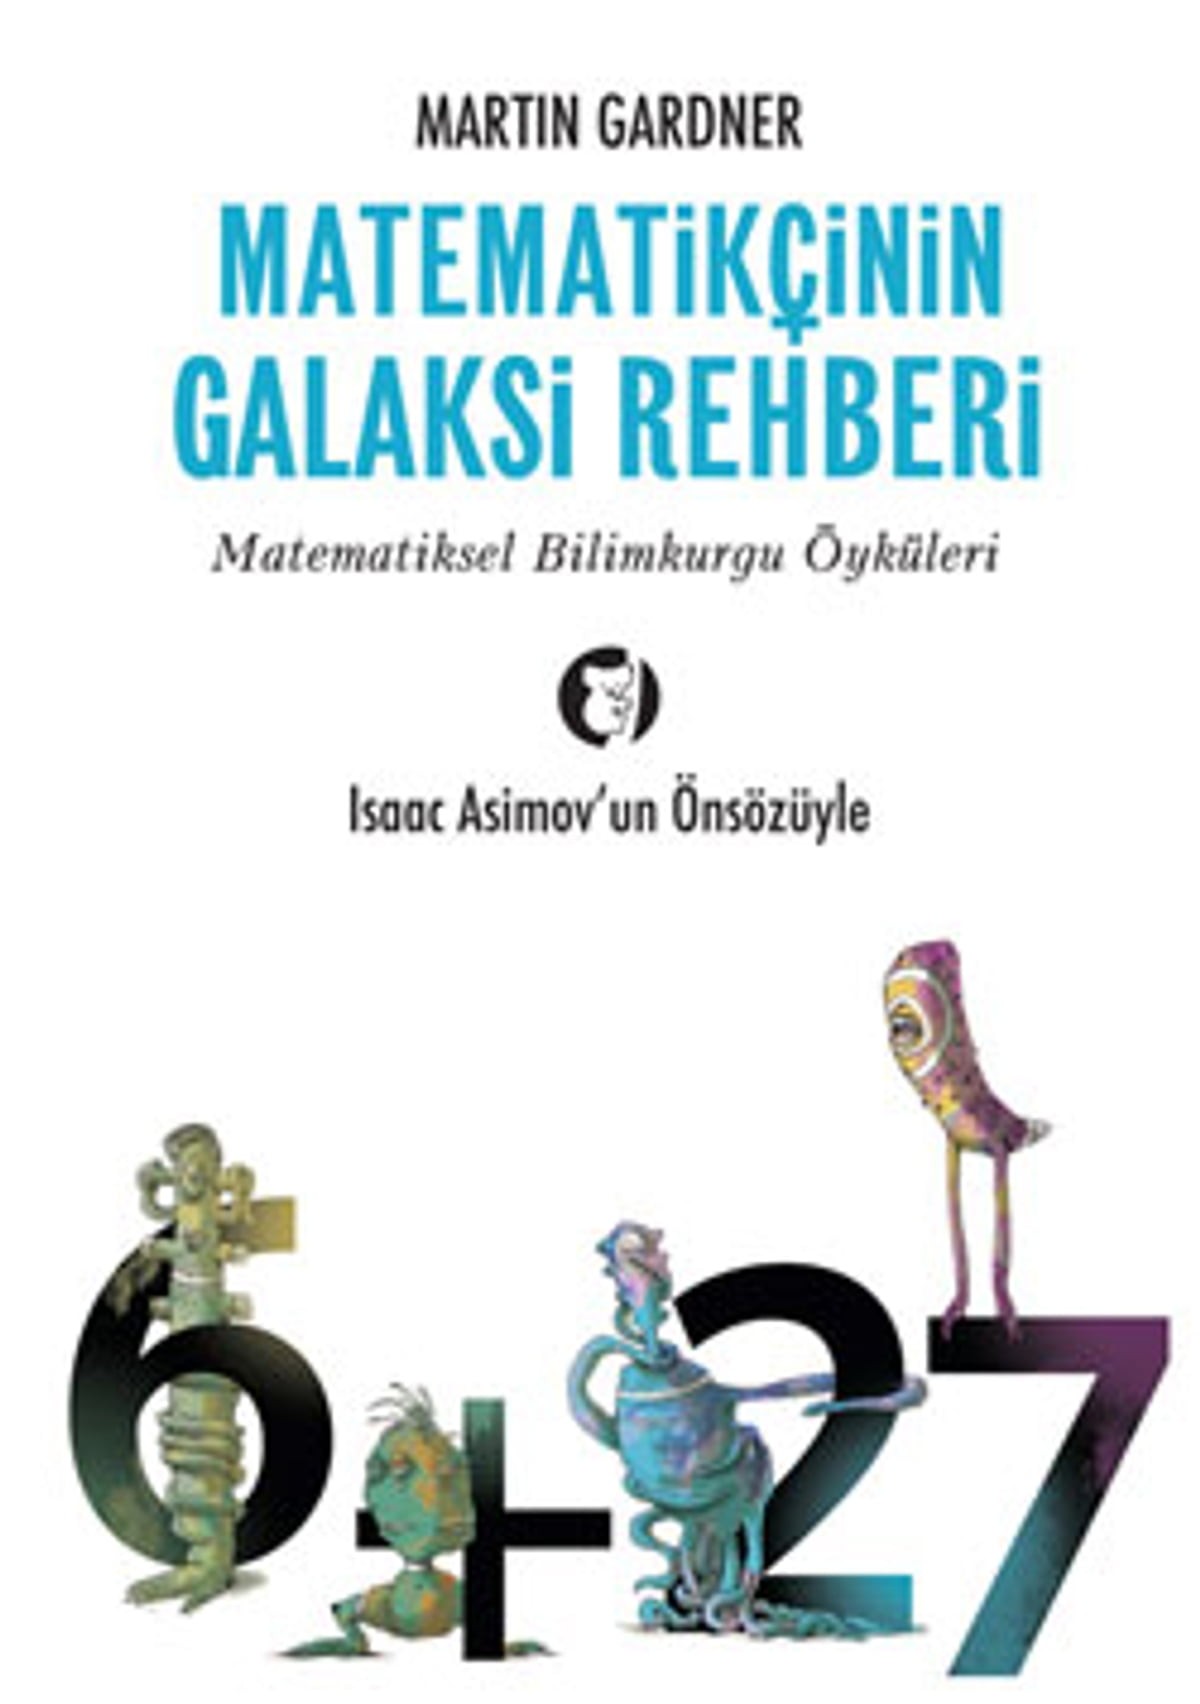 MARTIN GARDNER
MATEMATİKÇİNİN
GALAKSİ REHBERİ
Matematiksel Bilimkurgu Öyküleri
Isaac Asimov'un Önsözüyle
6+27